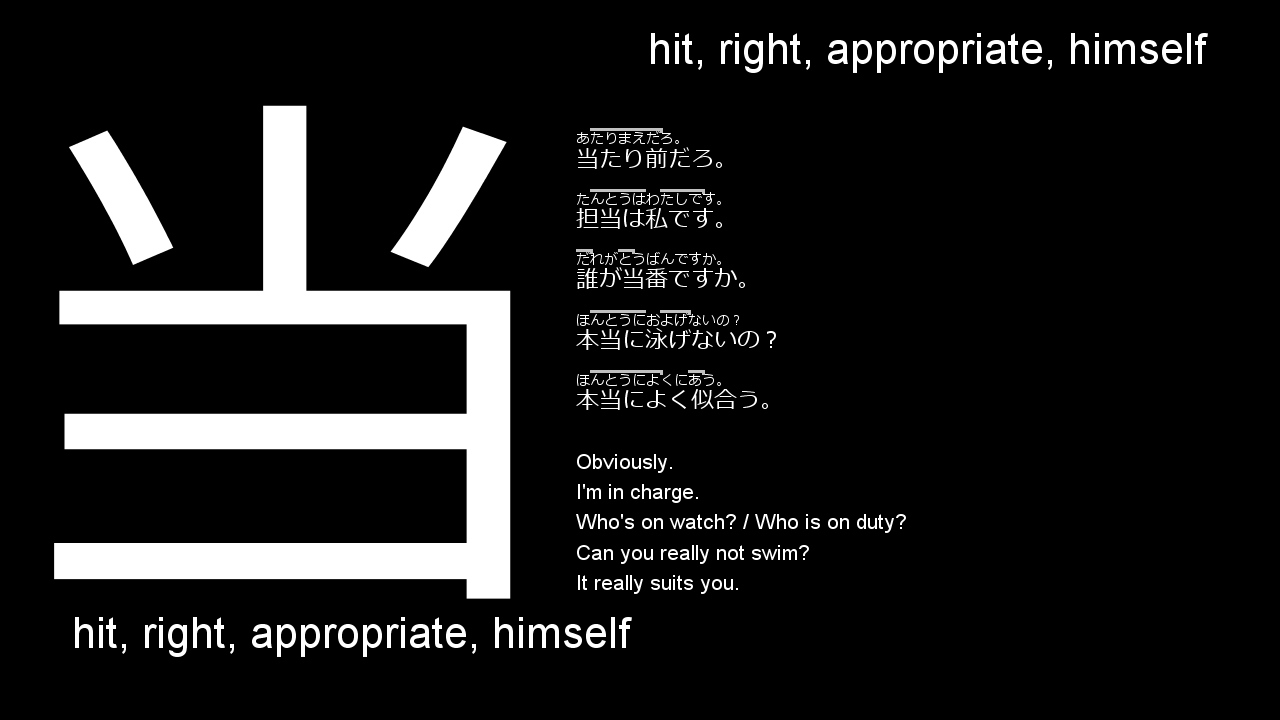 hit, right, appropriate, himself
当
あたりまえだろ。
当たり前だろ。
たんとうはわたしです。
担当は私です。
だれがとうばんですか。
誰が当番ですか。
ほんとうにおよげないの？
本当に泳げないの？
ほんとうによくにあう。
本当によく似合う。
Obviously.
I'm in charge.
Who's on watch? / Who is on duty?
Can you really not swim?
It really suits you.
hit, right, appropriate, himself